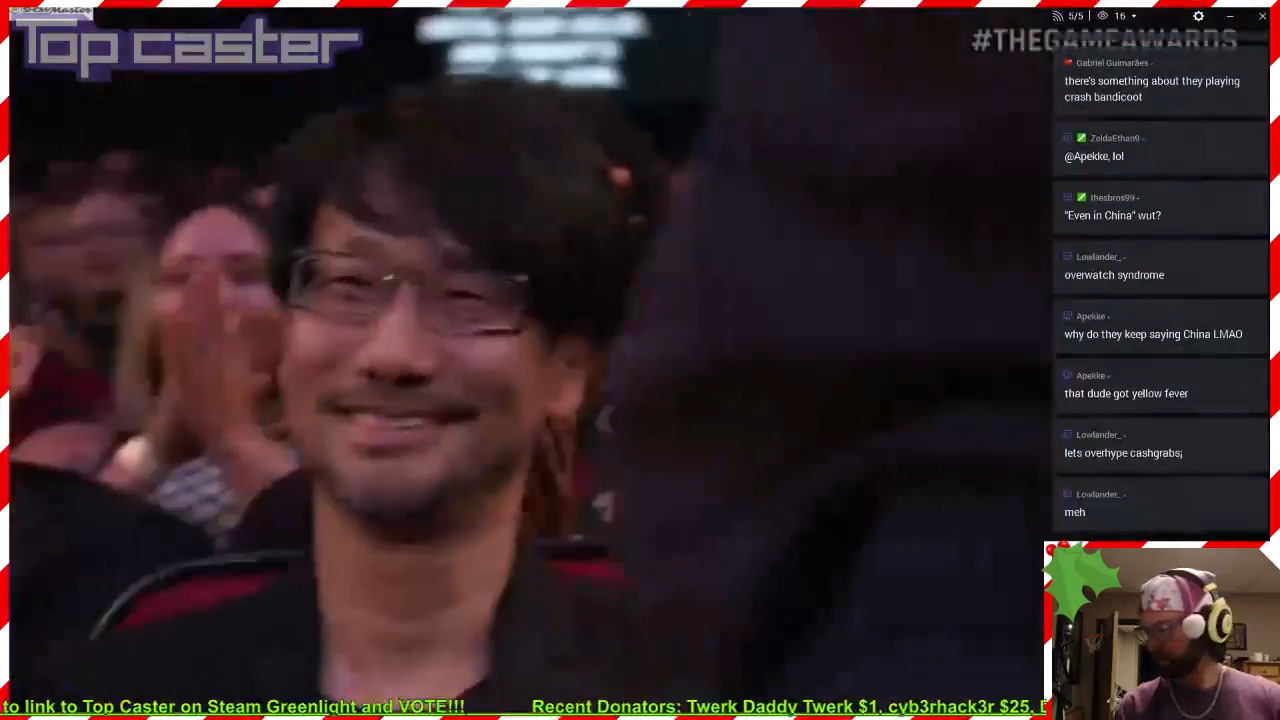 Top caster
#THEGAMEAWARDS
5/5 | 16
Gabriel Guimarães -
there's something about they playing
crash bandicoot
ZeldaEthan9 -
@Apekke, lol
thesbros99 -
"Even in China" wut?
Lowlander_ -
overwatch syndrome
Apekke -
why do they keep saying China LMAO
Apekke -
that dude got yellow fever
Lowlander_ -
lets overhype cashgrabs¡
Lowlander_ -
meh
to link to Top Caster on Steam Greenlight and VOTE!!! Recent Donators: Twerk Daddy Twerk $1, cyb3rhack3r $25,